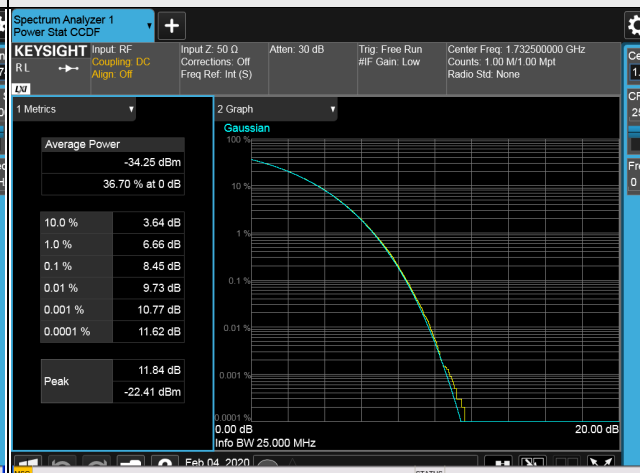 Spectrum Analyzer 1
Power Stat CCDF
KEYSIGHT
R L
LXI
Input: RF
Coupling: DC
Align: Off
Input Z: 50 Ω
Corrections: Off
Freq Ref: Int (S)
Atten: 30 dB
Trig: Free Run
#IF Gain: Low
Center Freq: 1.732500000 GHz
Counts: 1.00 M/1.00 Mpt
Radio Std: None
1 Metrics
Average Power
-34.25 dBm
36.70 % at 0 dB
10.0 % 3.64 dB
1.0 % 6.66 dB
0.1 % 8.45 dB
0.01 % 9.73 dB
0.001 % 10.77 dB
0.0001 % 11.62 dB
Peak
11.84 dB
-22.41 dBm
2 Graph
Gaussian
100 %
10 %
1 %
0.1 %
0.01 %
0.001 %
0.0001 %
0.00 dB
20.00 dB
Info BW 25.000 MHz
Feb 04, 2020
MSG
STATUS